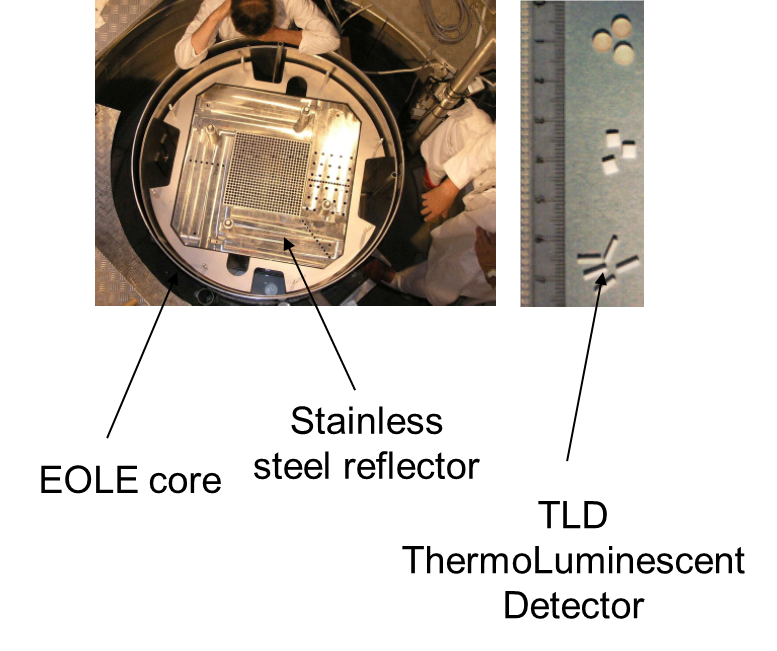 EOLE core
Stainless
steel reflector
TLD
ThermoLuminescent
Detector